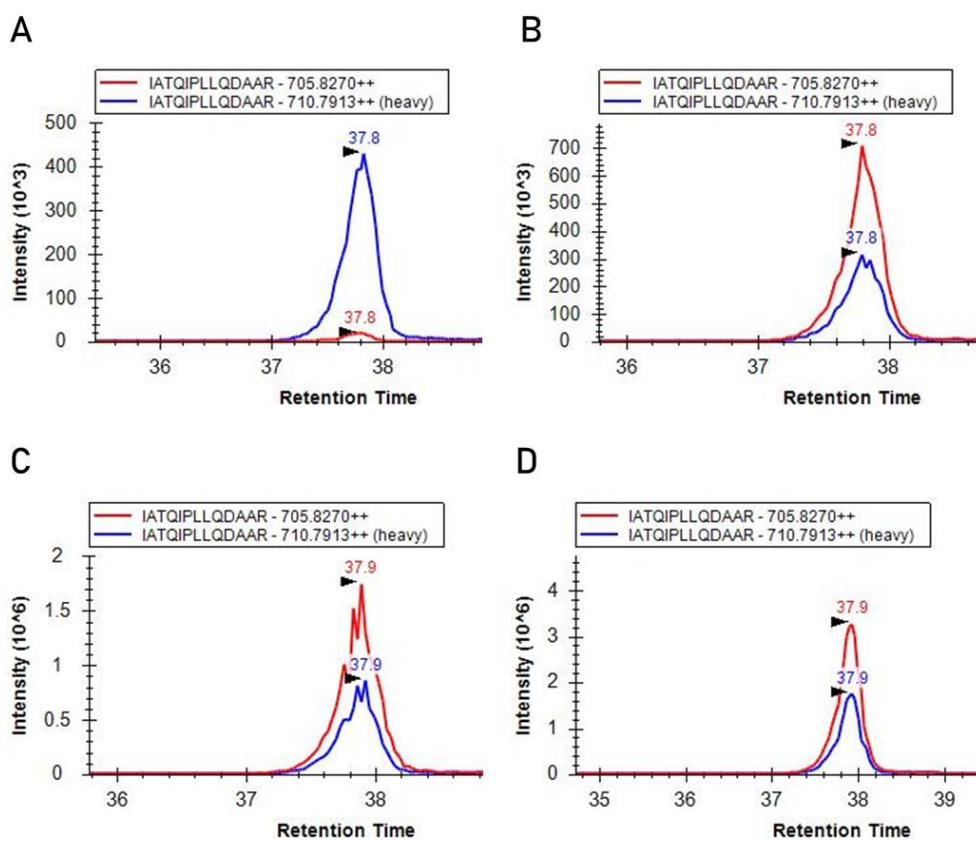 A
IATQIPLLQDAAR - 705.8270++
IATQIPLLQDAAR - 710.7913++ (heavy)
Intensity (10^3)
500
400
300
200
100
0
37.8
37.8
36
37
38
Retention Time
B
IATQIPLLQDAAR - 705.8270++
IATQIPLLQDAAR - 710.7913++ (heavy)
Intensity (10^3)
700
600
500
400
300
200
100
0
37.8
37.8
36
37
38
Retention Time
C
IATQIPLLQDAAR - 705.8270++
IATQIPLLQDAAR - 710.7913++ (heavy)
Intensity (10^6)
2
1.5
1
0.5
0
37.9
37.9
36
37
38
Retention Time
D
IATQIPLLQDAAR - 705.8270++
IATQIPLLQDAAR - 710.7913++ (heavy)
Intensity (10^6)
4
3
2
1
0
37.9
37.9
35
36
37
38
39
Retention Time